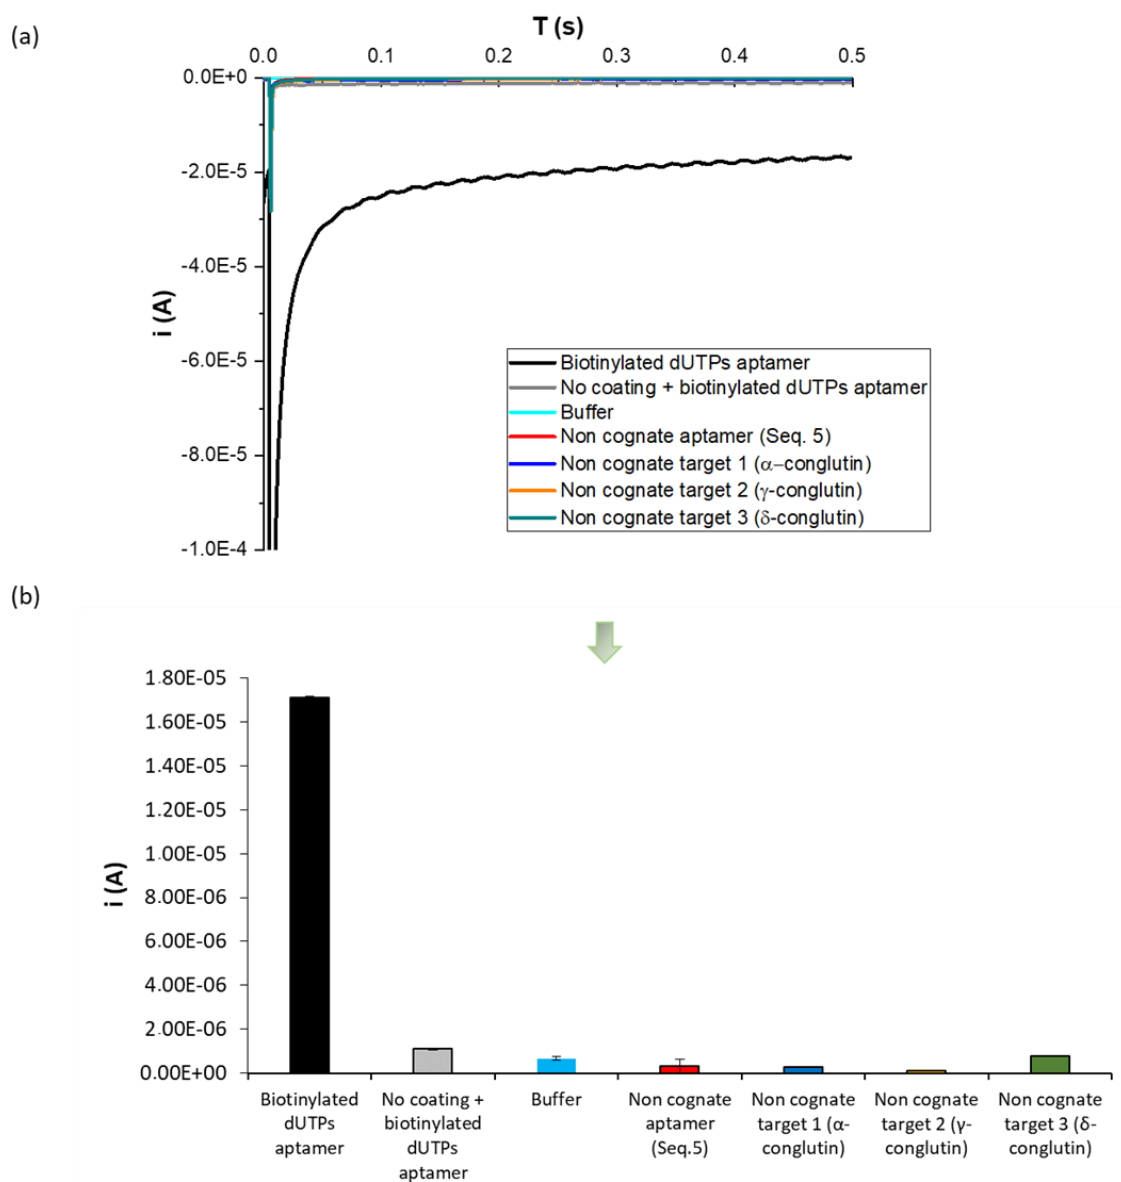 (a)
T (s)
0.0 0.1 0.2 0.3 0.4 0.5
0.0E+0
-2.0E-5
-4.0E-5
-6.0E-5
-8.0E-5
-1.0E-4
i (A)
Biotinylated dUTPs aptamer
No coating + biotinylated dUTPs aptamer
Buffer
Non cognate aptamer (Seq. 5)
Non cognate target 1 (α–conglutin)
Non cognate target 2 (γ-conglutin)
Non cognate target 3 (δ-conglutin)
(b)
1.80E-05
1.60E-05
1.40E-05
1.20E-05
1.00E-05
8.00E-06
6.00E-06
4.00E-06
2.00E-06
0.00E+00
i (A)
Biotinylated
dUTPs
aptamer
No coating +
biotinylated
dUTPs
aptamer
Buffer
Non cognate
aptamer
(Seq.5)
Non cognate
target 1 (α-
conglutin)
Non cognate
target 2 (γ-
conglutin)
Non cognate
target 3 (δ-
conglutin)